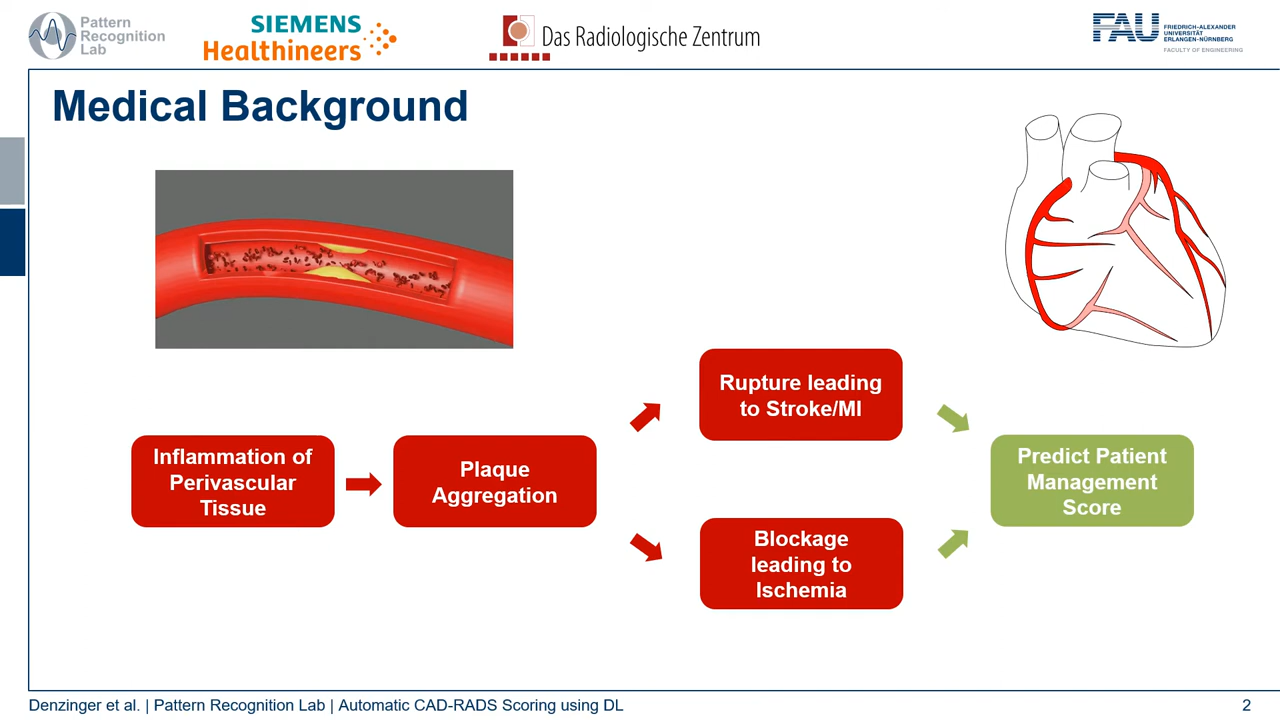 Pattern
Recognition
Lab
SIEMENS
Healthineers
Das Radiologische Zentrum
FAU
FRIEDRICH-ALEXANDER
UNIVERSITÄT
ERLANGEN-NÜRNBERG
FACULTY OF ENGINEERING
Medical Background
Inflammation of
Perivascular
Tissue
Plaque
Aggregation
Rupture leading
to Stroke/MI
Blockage
leading to
Ischemia
Predict Patient
Management
Score
Denzinger et al. | Pattern Recognition Lab | Automatic CAD-RADS Scoring using DL
2